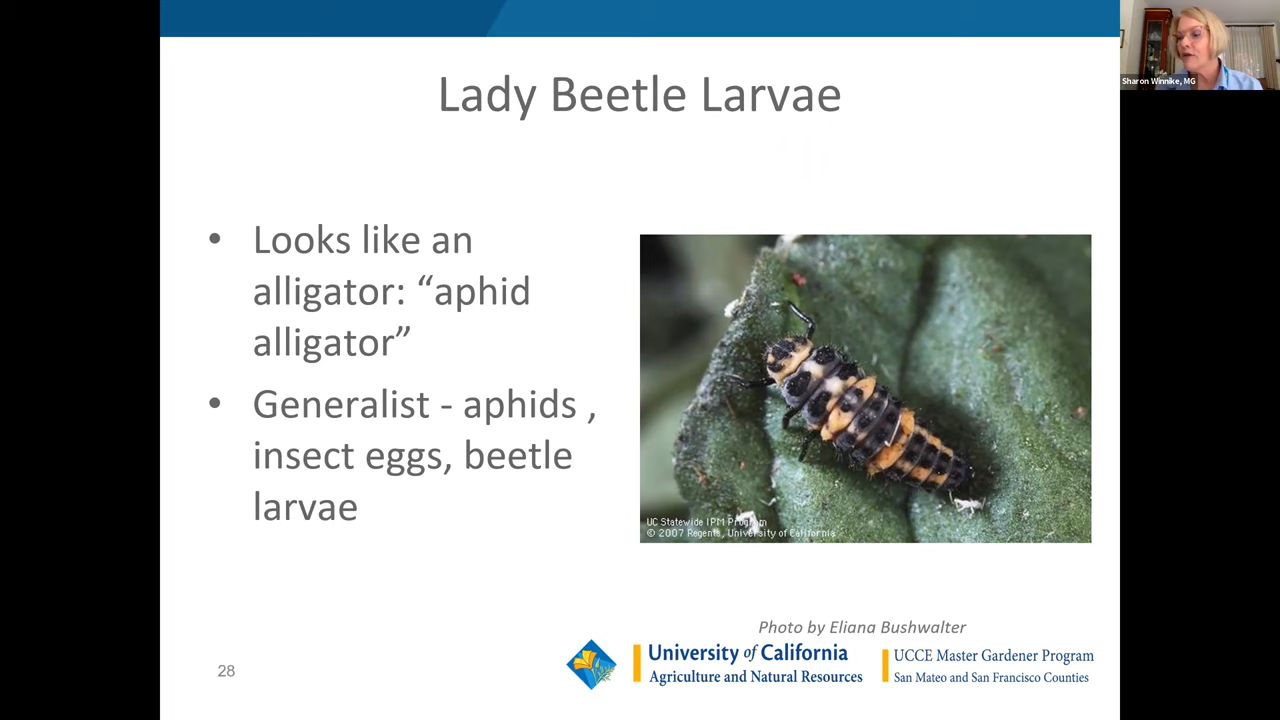 Lady Beetle Larvae
Sharon Winnike, MG
• Looks like an
alligator: “aphid
alligator”
• Generalist - aphids ,
insect eggs, beetle
larvae
UC Statewide IPM Program
© 2007 Regents, University of California
Photo by Eliana Bushwalter
University of California
Agriculture and Natural Resources
UCCE Master Gardener Program
San Mateo and San Francisco Counties
28